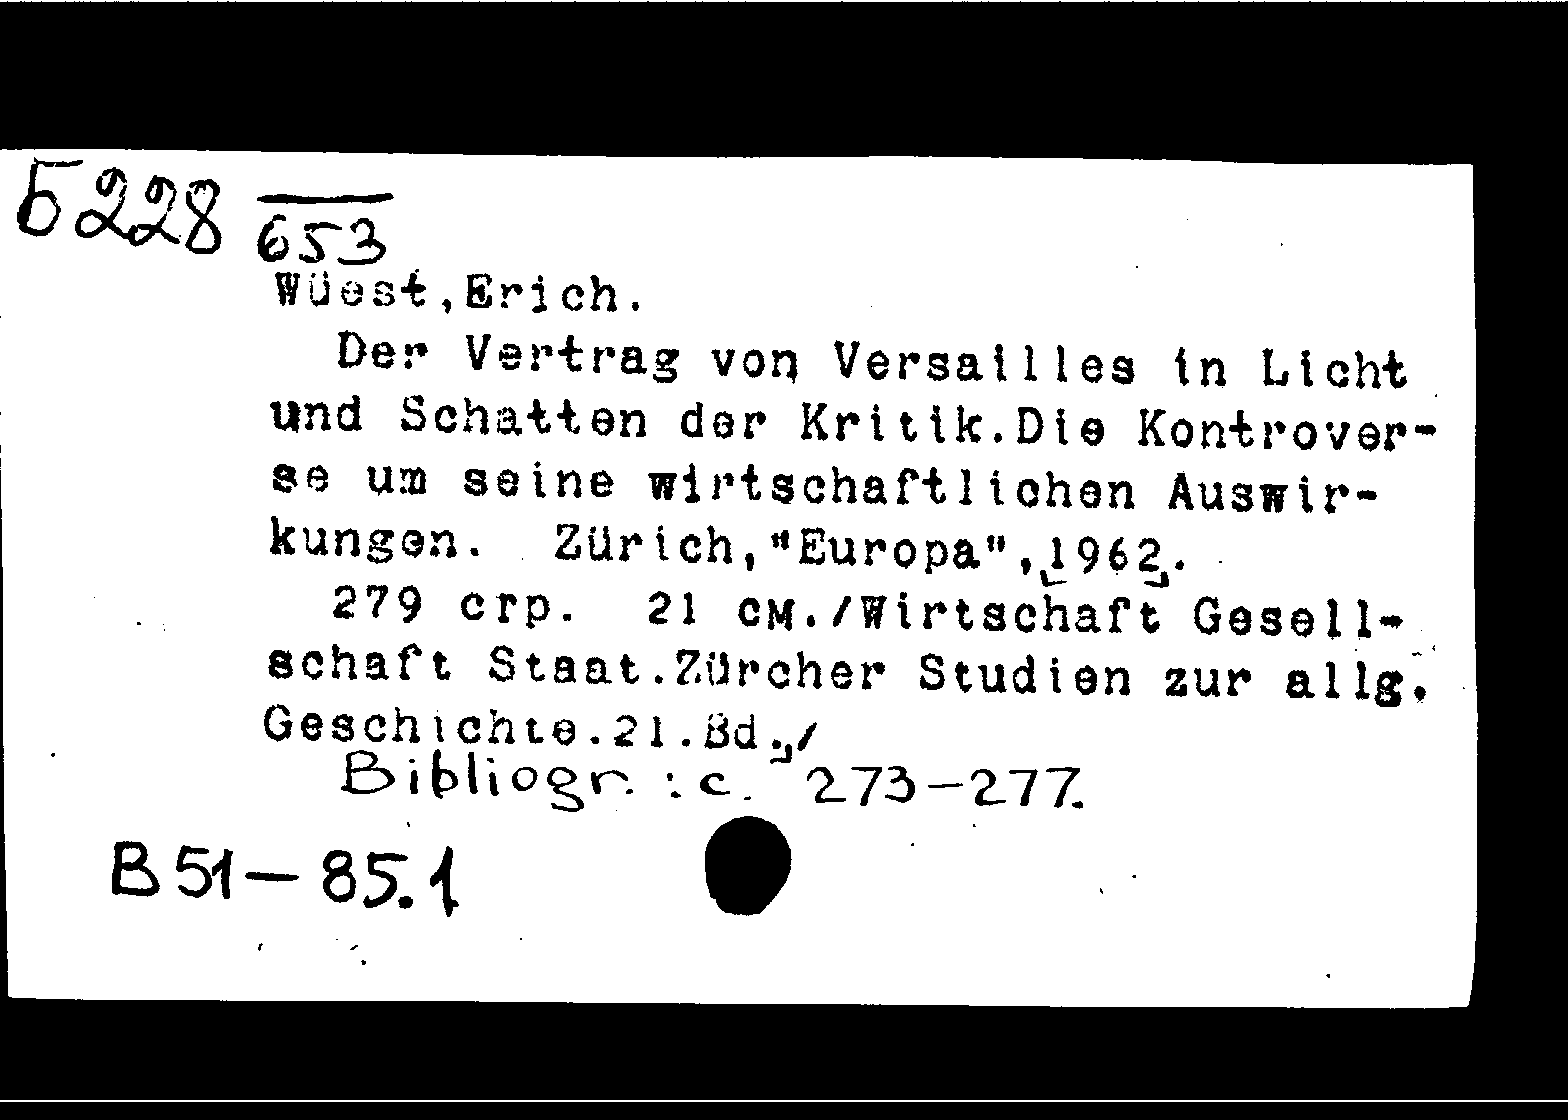 Б228 653
Wüest,Erich.
Der Vertrag von Versailles in Licht
und Schatten der Kritik.Die Kontrover-
se um seine wirtschaftlichen Auswir-
kungen. Zürich,"Europa",1962.
279 стр. 21 см./Wirtschaft Gesell-
schaft Staat.Zürcher Studien zur allg.
Geschichte.21.Bd./
Bibliogr.: с. 273-277.
В51-85.1